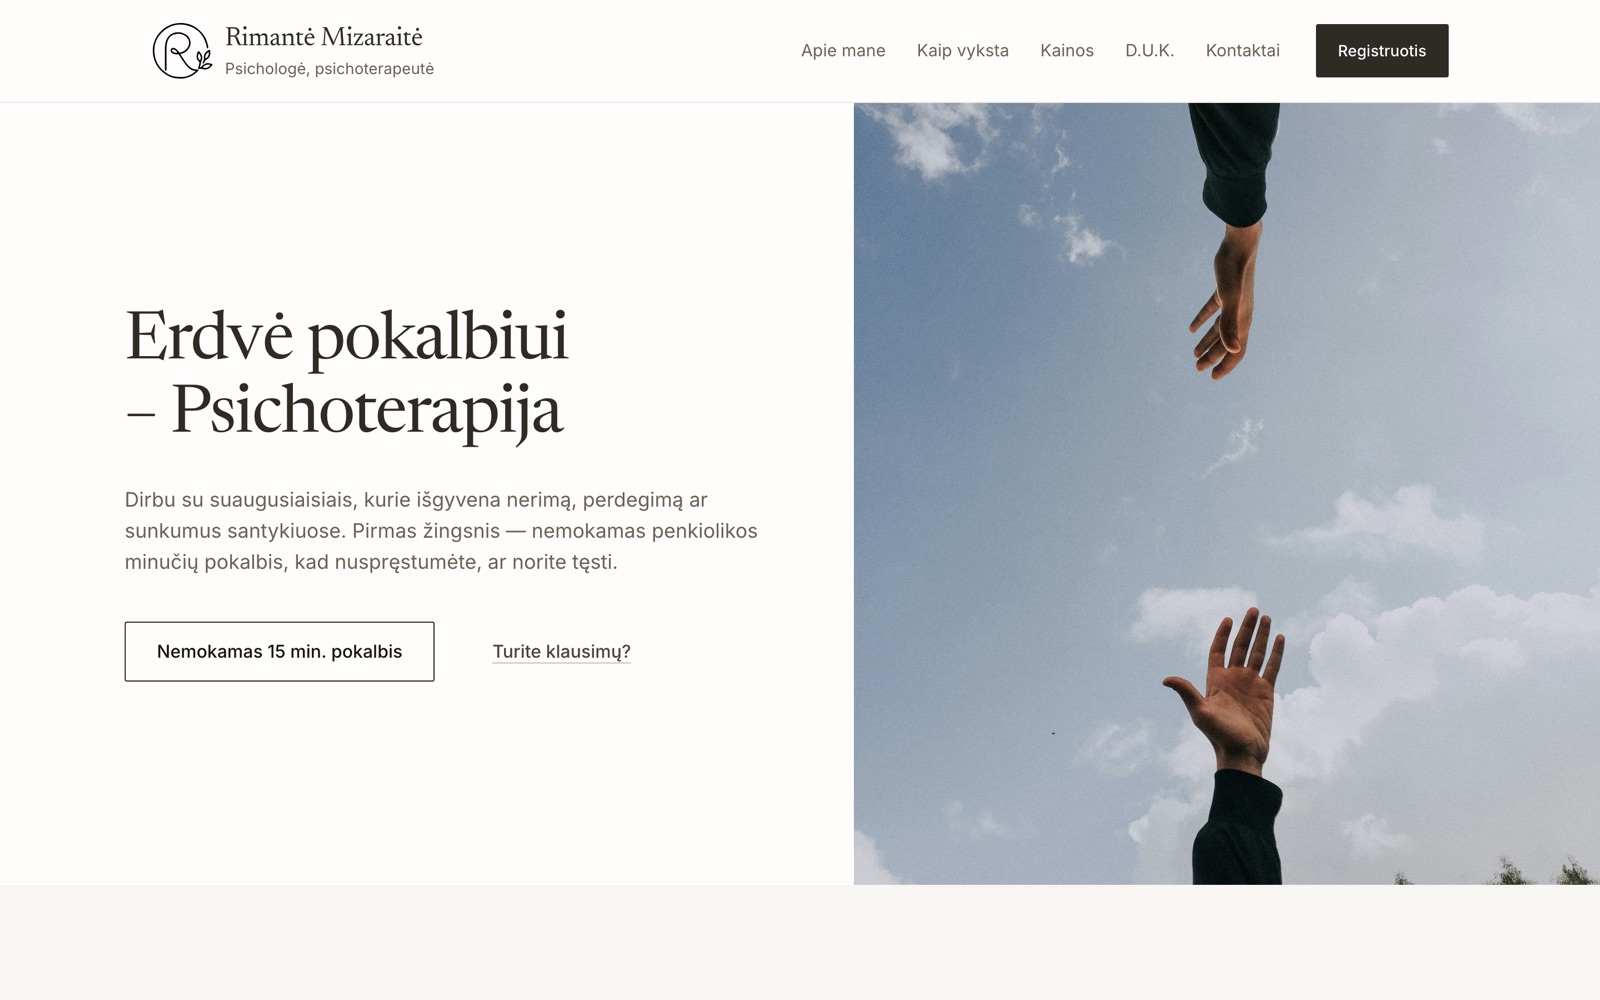 Rimantė Mizaraitė
Psichologė, psichoterapeutė
Apie mane
Kaip vyksta
Kainos
D.U.K.
Kontaktai
Registruotis
Erdvė pokalbiui
– Psichoterapija
Dirbu su suaugusiaisiais, kurie išgyvena nerimą, perdegimą ar
sunkumus santykiuose. Pirmas žingsnis — nemokamas penkiolikos
minučių pokalbis, kad nuspręstumėte, ar norite tęsti.
Nemokamas 15 min. pokalbis
Turite klausimų?